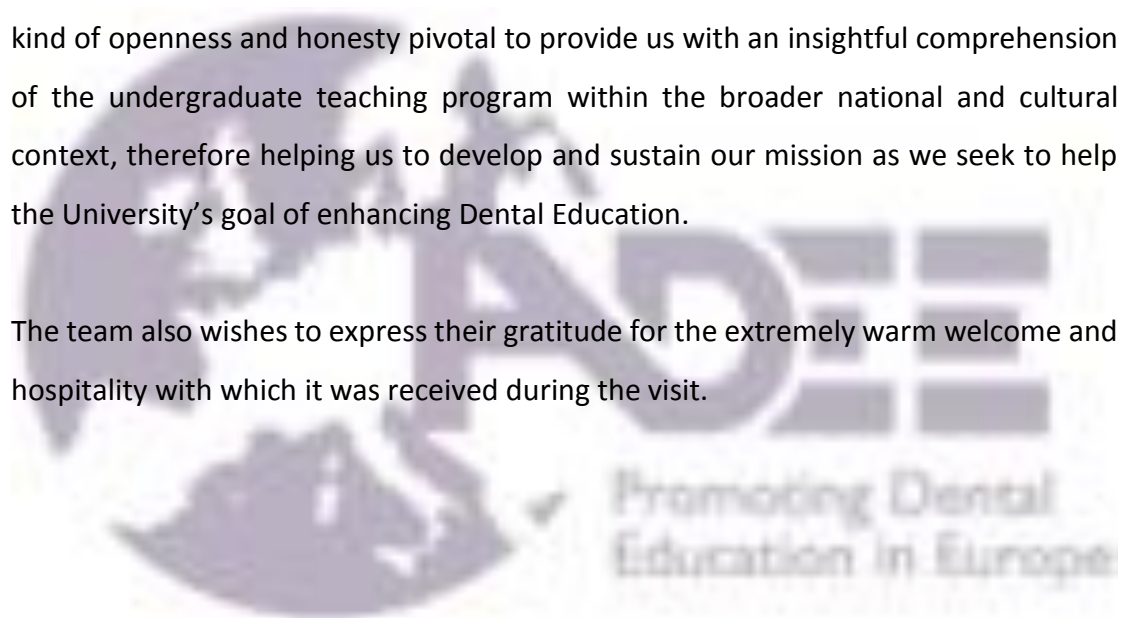 kind of openness and honesty pivotal to provide us with an insightful comprehension
of the undergraduate teaching program within the broader national and cultural
context, therefore helping us to develop and sustain our mission as we seek to help
the University’s goal of enhancing Dental Education.
The team also wishes to express their gratitude for the extremely warm welcome and
hospitality with which it was received during the visit.
ADEE
Promoting Dental
Education in Europe